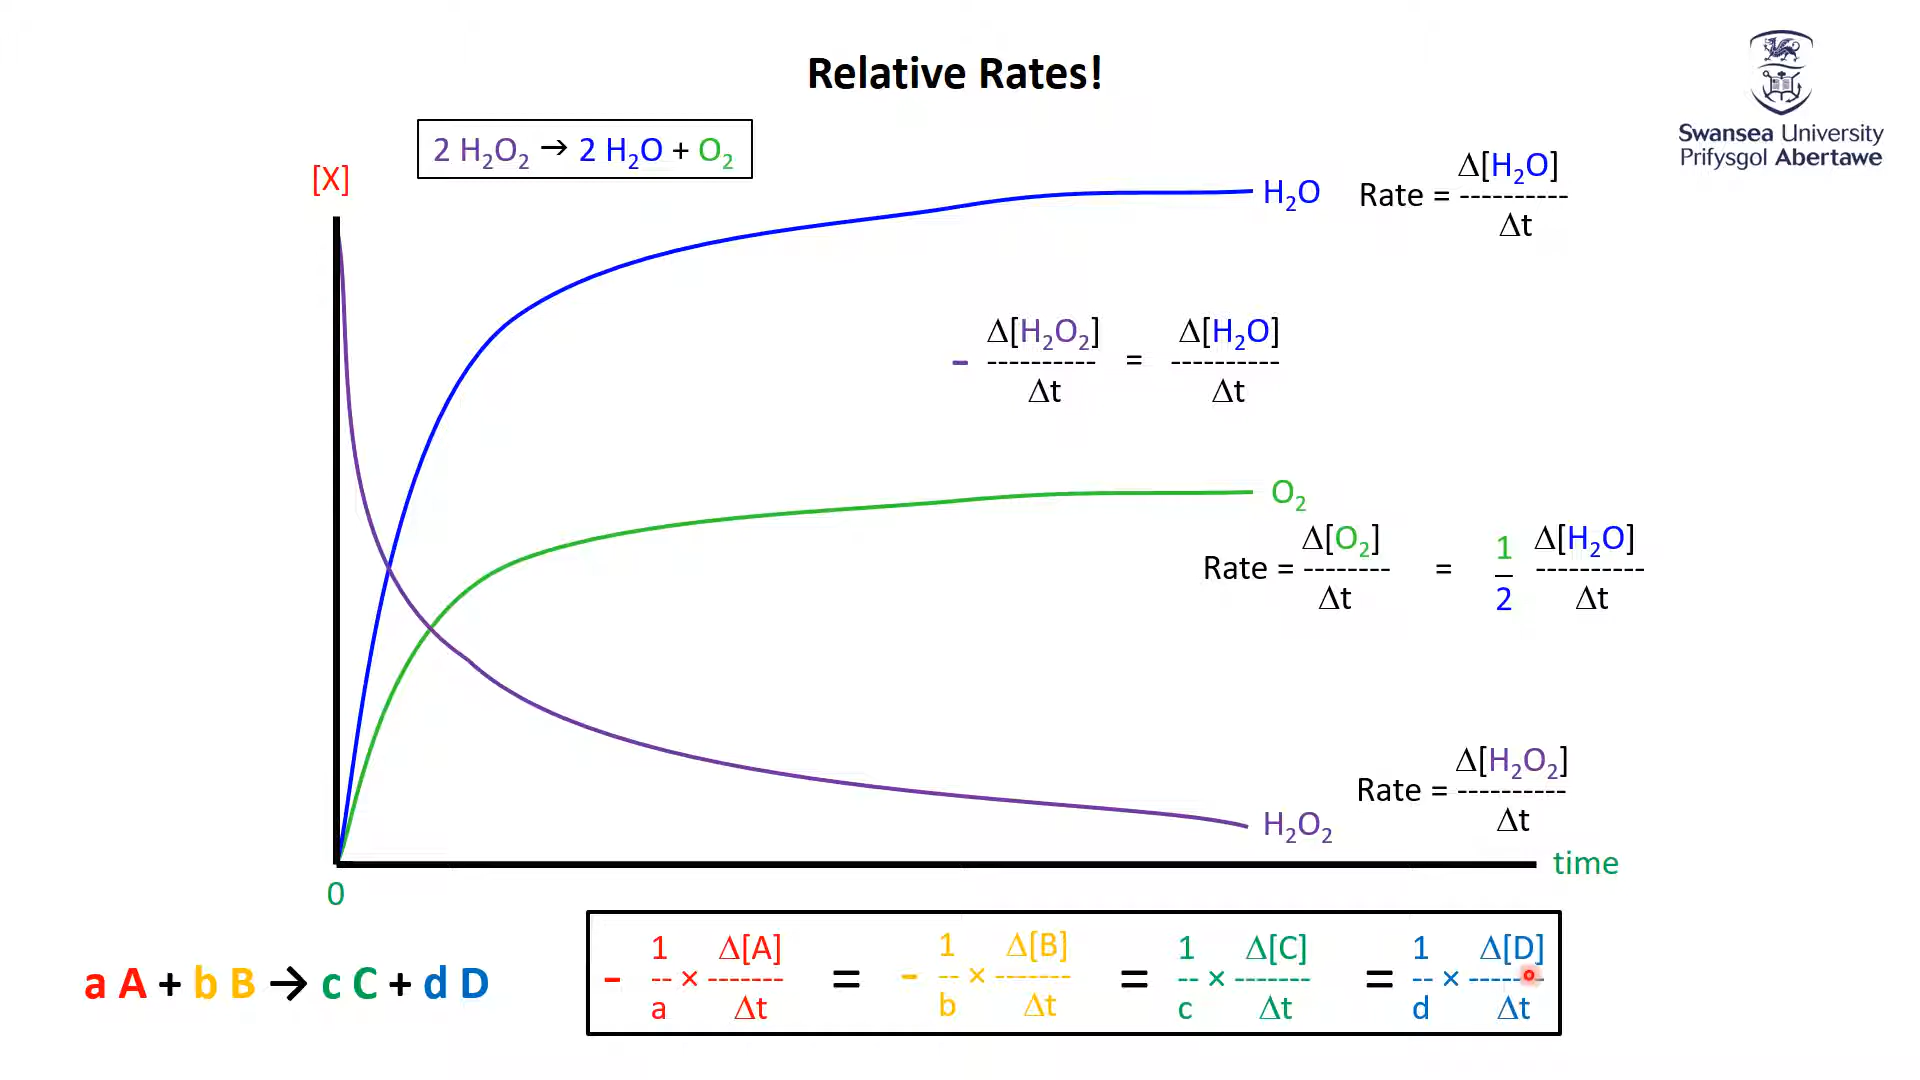 Relative Rates!
Swansea University
Prifysgol Abertawe
2 H₂O₂ → 2 H₂O + O₂
[X]
H₂O
Rate = Δ[H₂O]
----------
Δt
- Δ[H₂O₂] = Δ[H₂O]
---------- ----------
Δt Δt
O₂
Rate = Δ[O₂] = 1 Δ[H₂O]
-------- – ----------
Δt 2 Δt
Rate = Δ[H₂O₂]
----------
Δt
H₂O₂
time
0
a A + b B → c C + d D
1 Δ[A] 1 Δ[B] 1 Δ[C] 1 Δ[D]
- -- × ------- = - -- × ------- = -- × ------- = -- × -------
a Δt b Δt c Δt d Δt